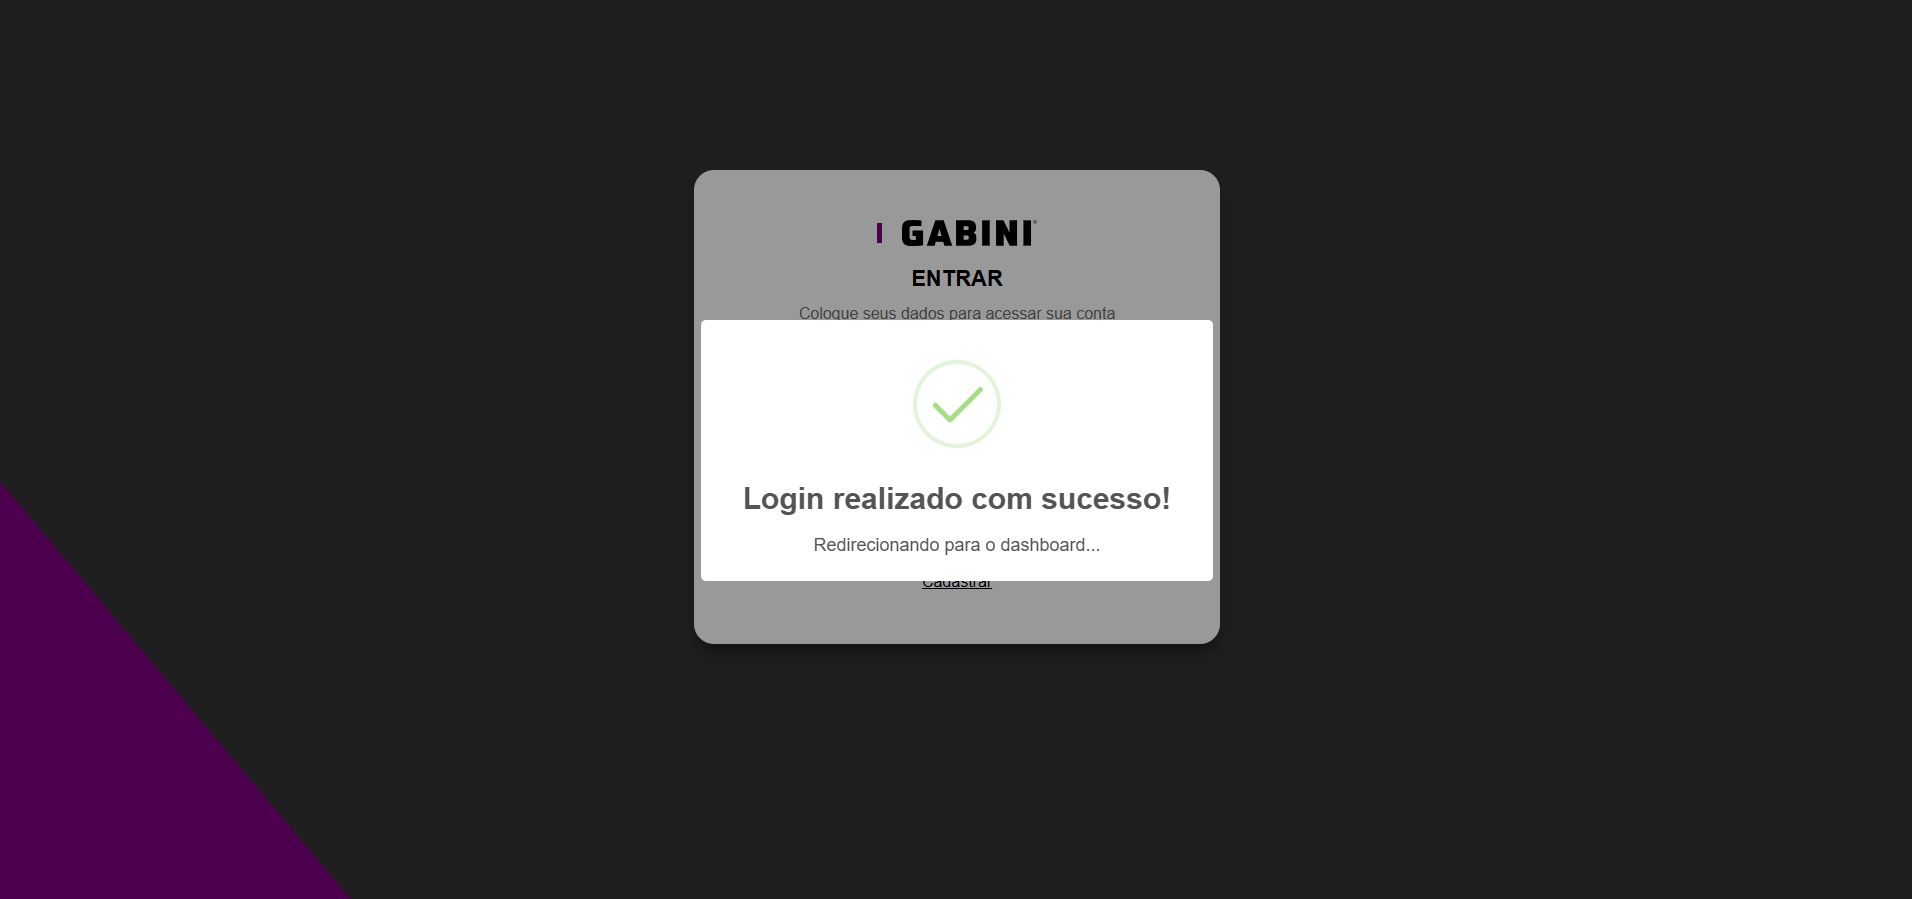 GABINI
ENTRAR
Coloque seus dados para acessar sua conta
Login realizado com sucesso!
Redirecionando para o dashboard...
Cadastrar